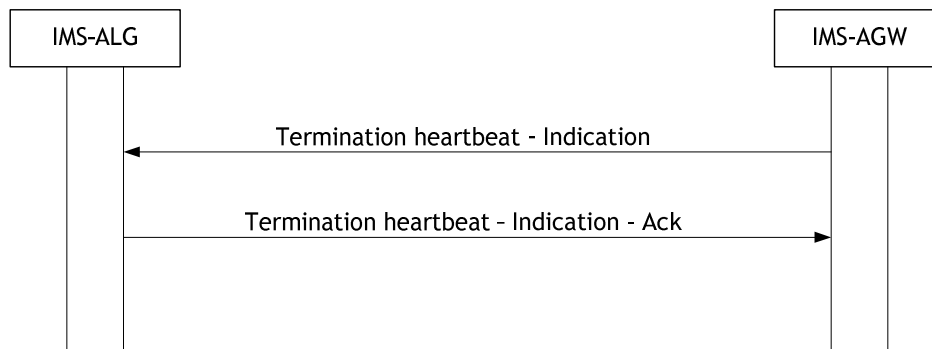 IMS-ALG
IMS-AGW
Termination heartbeat - Indication
Termination heartbeat – Indication - Ack